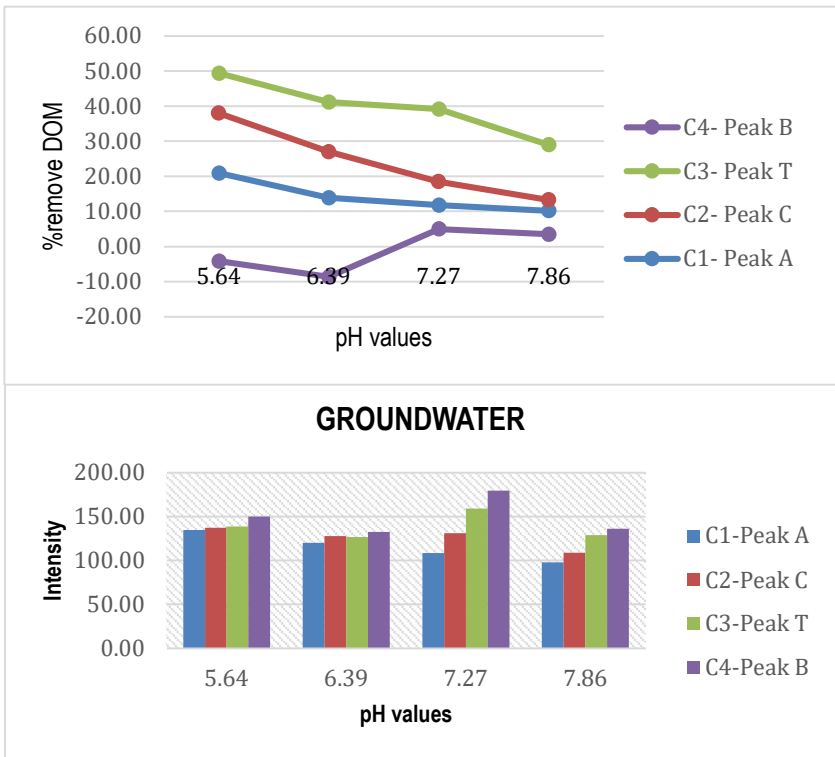 60.00
50.00
40.00
30.00
20.00
10.00
0.00
-10.00
-20.00
%remove DOM
5.64 6.39 7.27 7.86
pH values
C4- Peak B
C3- Peak T
C2- Peak C
C1- Peak A
GROUNDWATER
200.00
150.00
100.00
50.00
0.00
Intensity
5.64 6.39 7.27 7.86
pH values
C1-Peak A
C2-Peak C
C3-Peak T
C4-Peak B